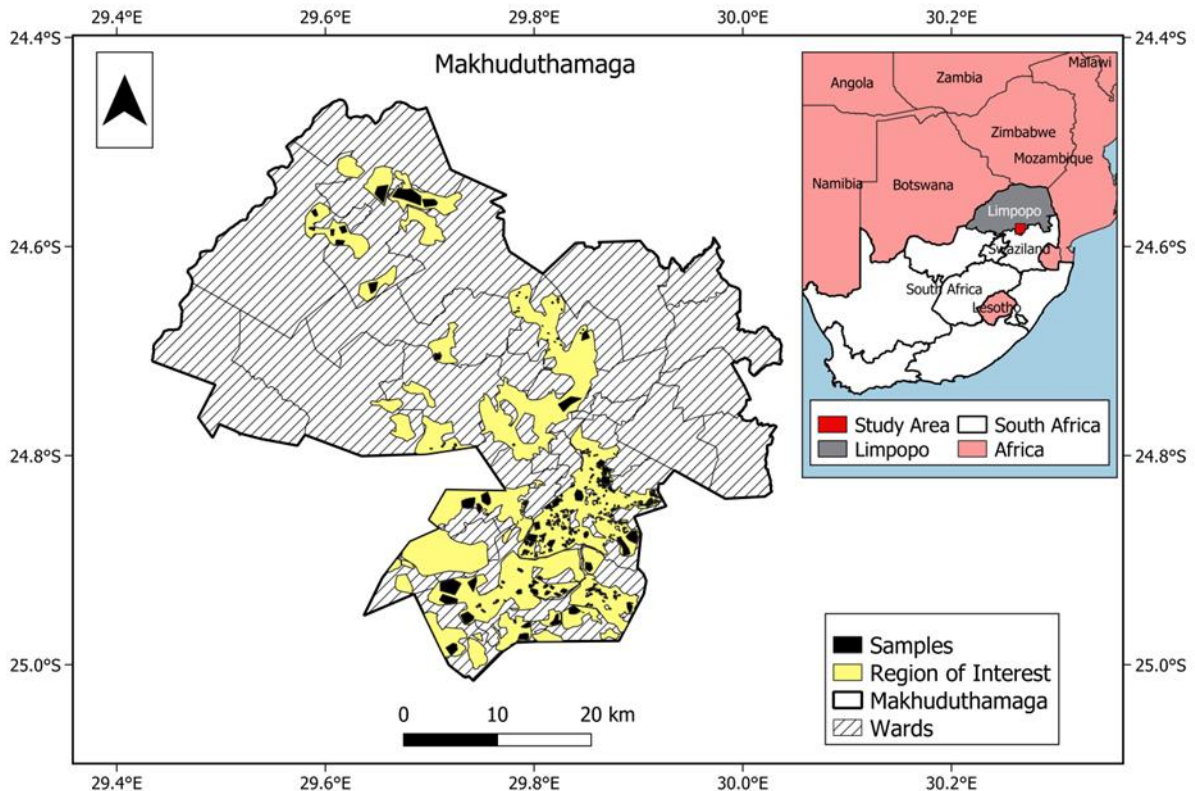 29.4°E 29.6°E 29.8°E 30.0°E 30.2°E
24.4°S 24.4°S
Makhuduthamaga
Angola
Zambia
Malawi
Zimbabwe
Mozambique
Namibia
Botswana
Limpopo
Swaziland
South Africa
Lesotho
24.6°S 24.6°S
Study Area South Africa
Limpopo Africa
24.8°S 24.8°S
Samples
Region of Interest
Makhuduthamaga
Wards
25.0°S 25.0°S
0 10 20 km
29.4°E 29.6°E 29.8°E 30.0°E 30.2°E